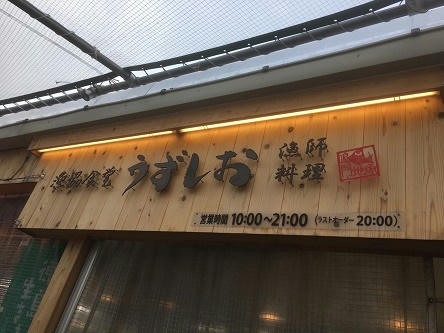 漁場食堂 うずしお 漁師料理
営業時間 10:00～21:00 (ラストオーダー 20:00)